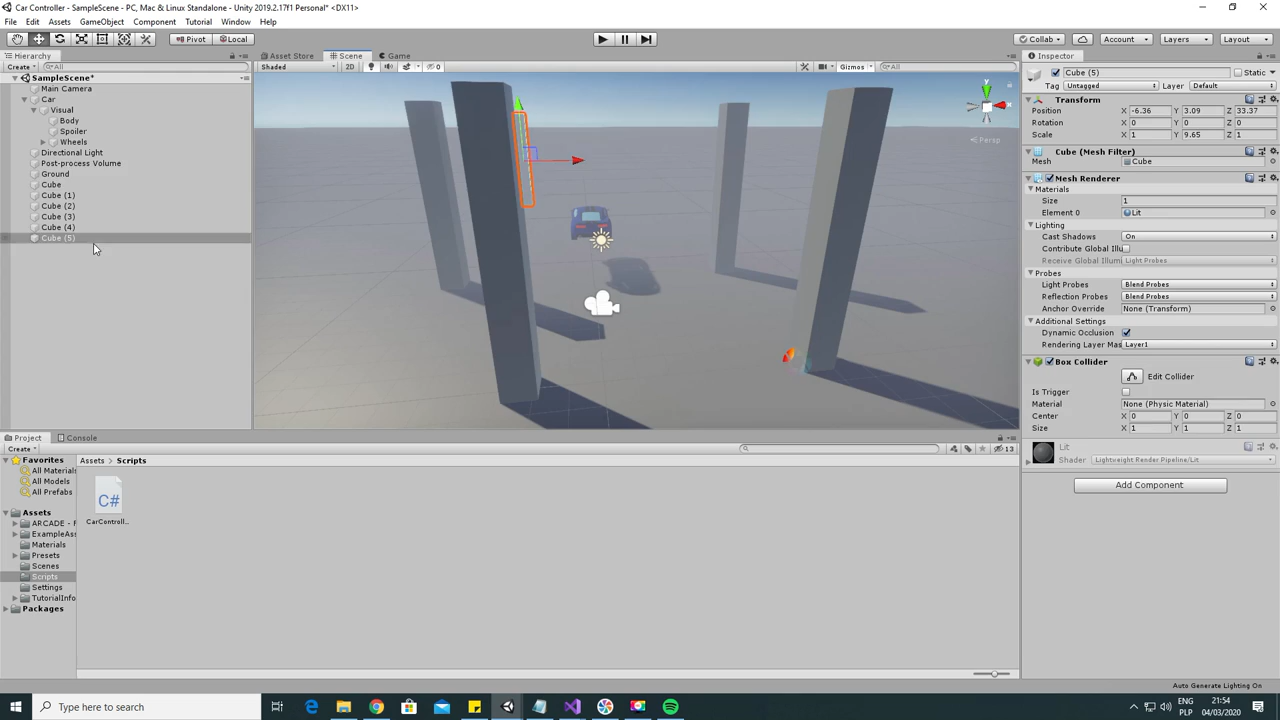 Car Controller - SampleScene - PC, Mac & Linux Standalone - Unity 2019.2.17f1 Personal* <DX11>
File Edit Assets GameObject Component Tutorial Window Help
Pivot Local Collab Account Layers Layout
Hierarchy
Create All
SampleScene*
Main Camera
Car
Visual
Body
Spoiler
Wheels
Directional Light
Post-process Volume
Ground
Cube
Cube (1)
Cube (2)
Cube (3)
Cube (4)
Cube (5)
Asset Store Scene Game
Shaded 2D 0 Gizmos All
y
x
Persp
Inspector
Cube (5) Static
Tag Untagged Layer Default
Transform
Position X -6.36 Y 3.09 Z 33.37
Rotation X 0 Y 0 Z 0
Scale X 1 Y 9.65 Z 1
Cube (Mesh Filter)
Mesh Cube
Mesh Renderer
Materials
Size 1
Element 0 Lit
Lighting
Cast Shadows On
Contribute Global Illu
Receive Global Illumi Light Probes
Probes
Light Probes Blend Probes
Reflection Probes Blend Probes
Anchor Override None (Transform)
Additional Settings
Dynamic Occlusion
Rendering Layer Mas Layer1
Box Collider
Edit Collider
Is Trigger
Material None (Physic Material)
Center X 0 Y 0 Z 0
Size X 1 Y 1 Z 1
Lit
Shader Lightweight Render Pipeline/Lit
Add Component
Project Console
Create 13
Favorites
All Materials
All Models
All Prefabs
Assets
ARCADE - F
ExampleAss
Materials
Presets
Scenes
Scripts
Settings
TutorialInfo
Packages
Assets > Scripts
C#
CarControll...
Auto Generate Lighting On
Type here to search
ENG
PLP
21:54
04/03/2020